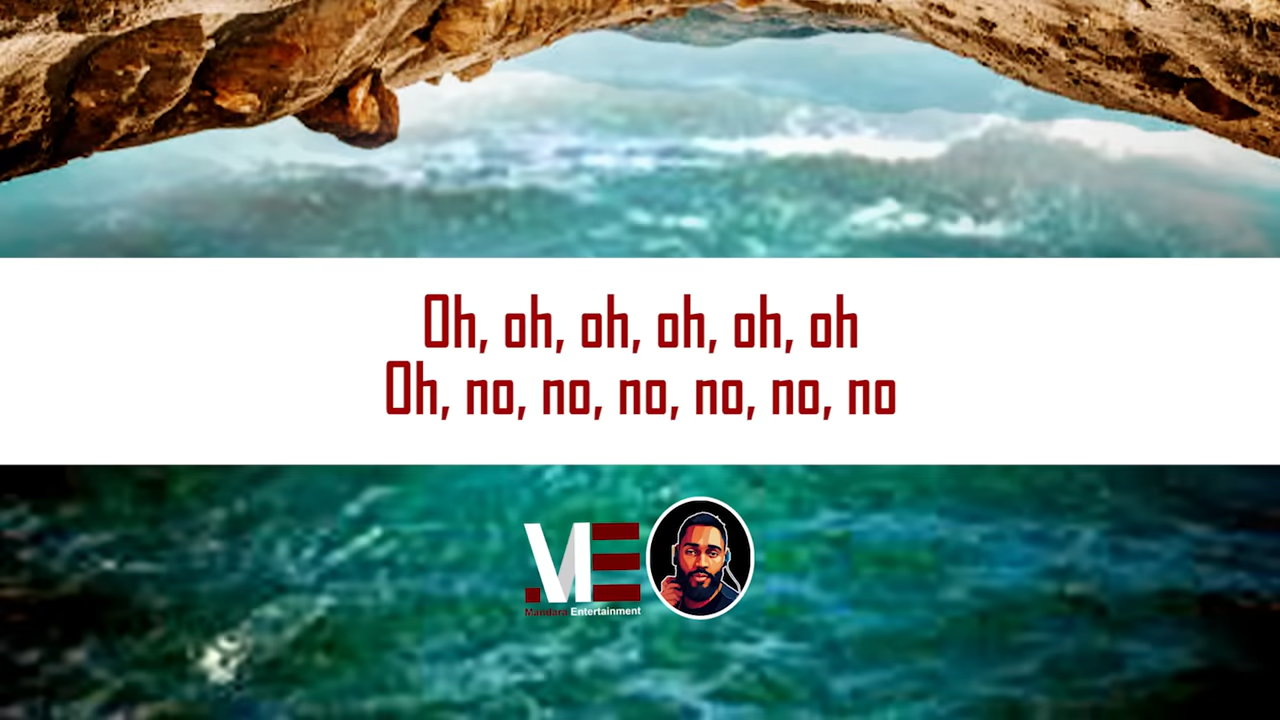 Oh, oh, oh, oh, oh, oh
Oh, no, no, no, no, no, no
ME
Mandara Entertainment